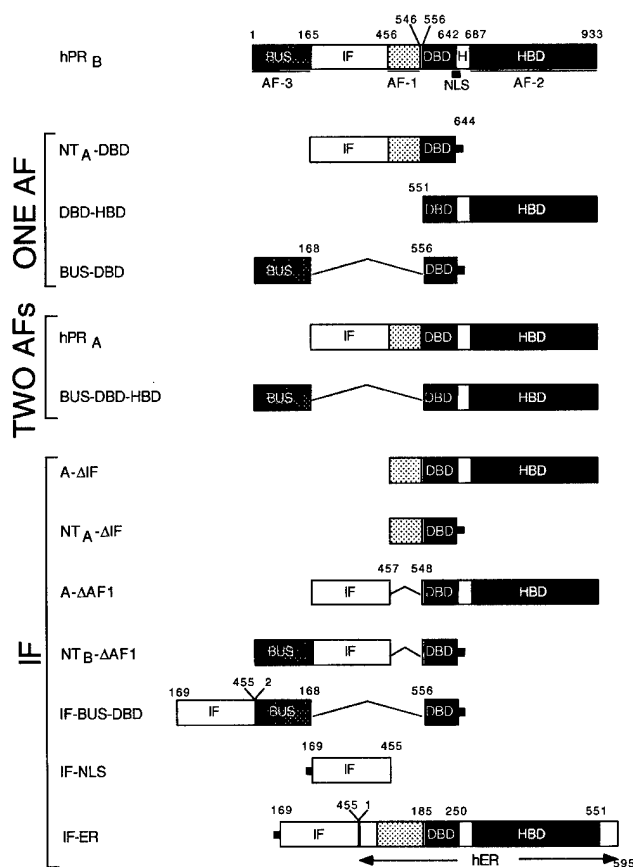 546 556
1 165 456 642 687 933
hPR B BUS IF DBD H HBD
AF-3 AF-1 NLS AF-2
644
ONE AF
NT A -DBD IF DBD
551
DBD-HBD DBD HBD
168 556
BUS-DBD BUS DBD
TWO AFs
hPR A IF DBD HBD
BUS-DBD-HBD BUS DBD HBD
IF
A-ΔIF DBD HBD
NT A -ΔIF DBD
457 548
A-ΔAF1 IF DBD HBD
NT B -ΔAF1 BUS IF DBD
169 455 2 168 556
IF-BUS-DBD IF BUS DBD
169 455
IF-NLS IF
169 455 1 185 250 551
IF-ER IF DBD HBD
hER 595